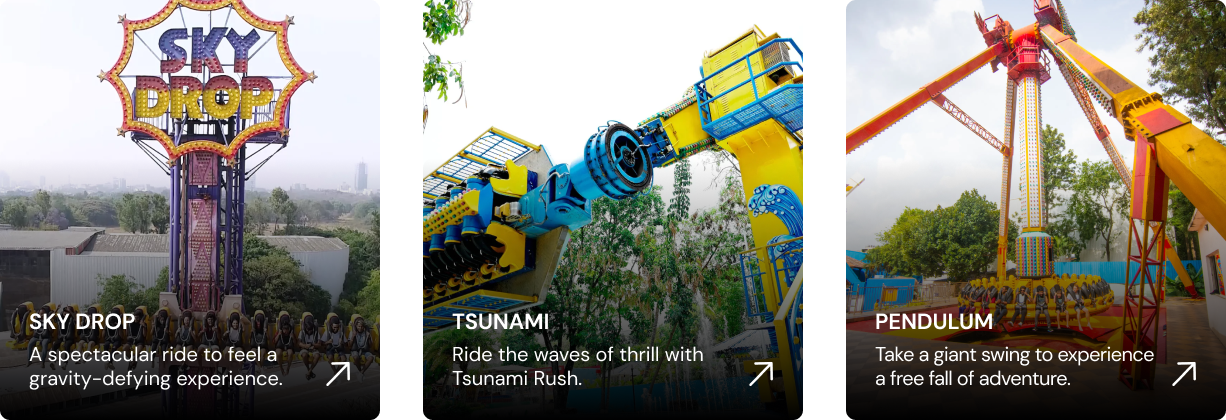 SKY
DROP
SKY DROP
A spectacular ride to feel a
gravity-defying experience.
TSUNAMI
Ride the waves of thrill with
Tsunami Rush.
PENDULUM
Take a giant swing to experience
a free fall of adventure.